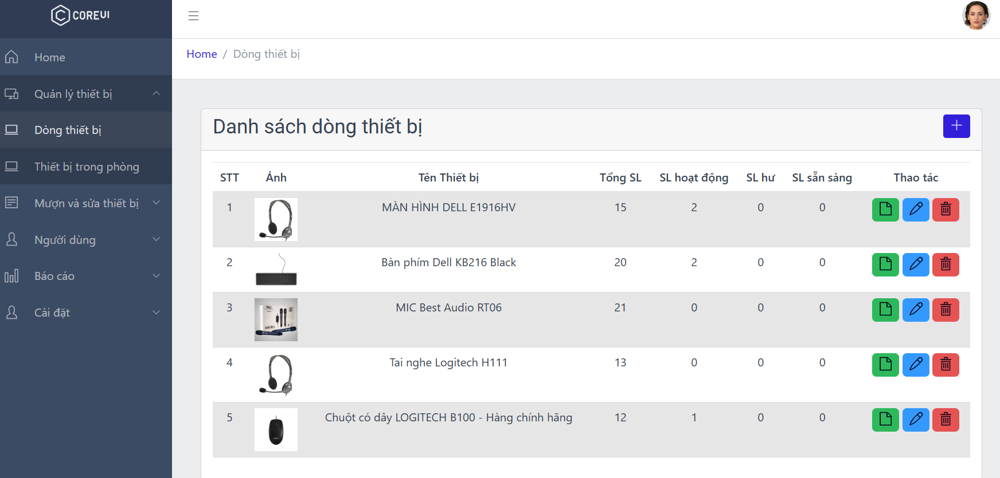 COREUI
Home
Quản lý thiết bị
Dòng thiết bị
Thiết bị trong phòng
Mượn và sửa thiết bị
Người dùng
Báo cáo
Cài đặt
Home / Dòng thiết bị
Danh sách dòng thiết bị
STT Ảnh Tên Thiết bị Tổng SL SL hoạt động SL hư SL sẵn sàng Thao tác
1 MÀN HÌNH DELL E1916HV 15 2 0 0
2 Bàn phím Dell KB216 Black 20 2 0 0
3 MIC Best Audio RT06 21 0 0 0
4 Tai nghe Logitech H111 13 0 0 0
5 Chuột có dây LOGITECH B100 - Hàng chính hãng 12 1 0 0